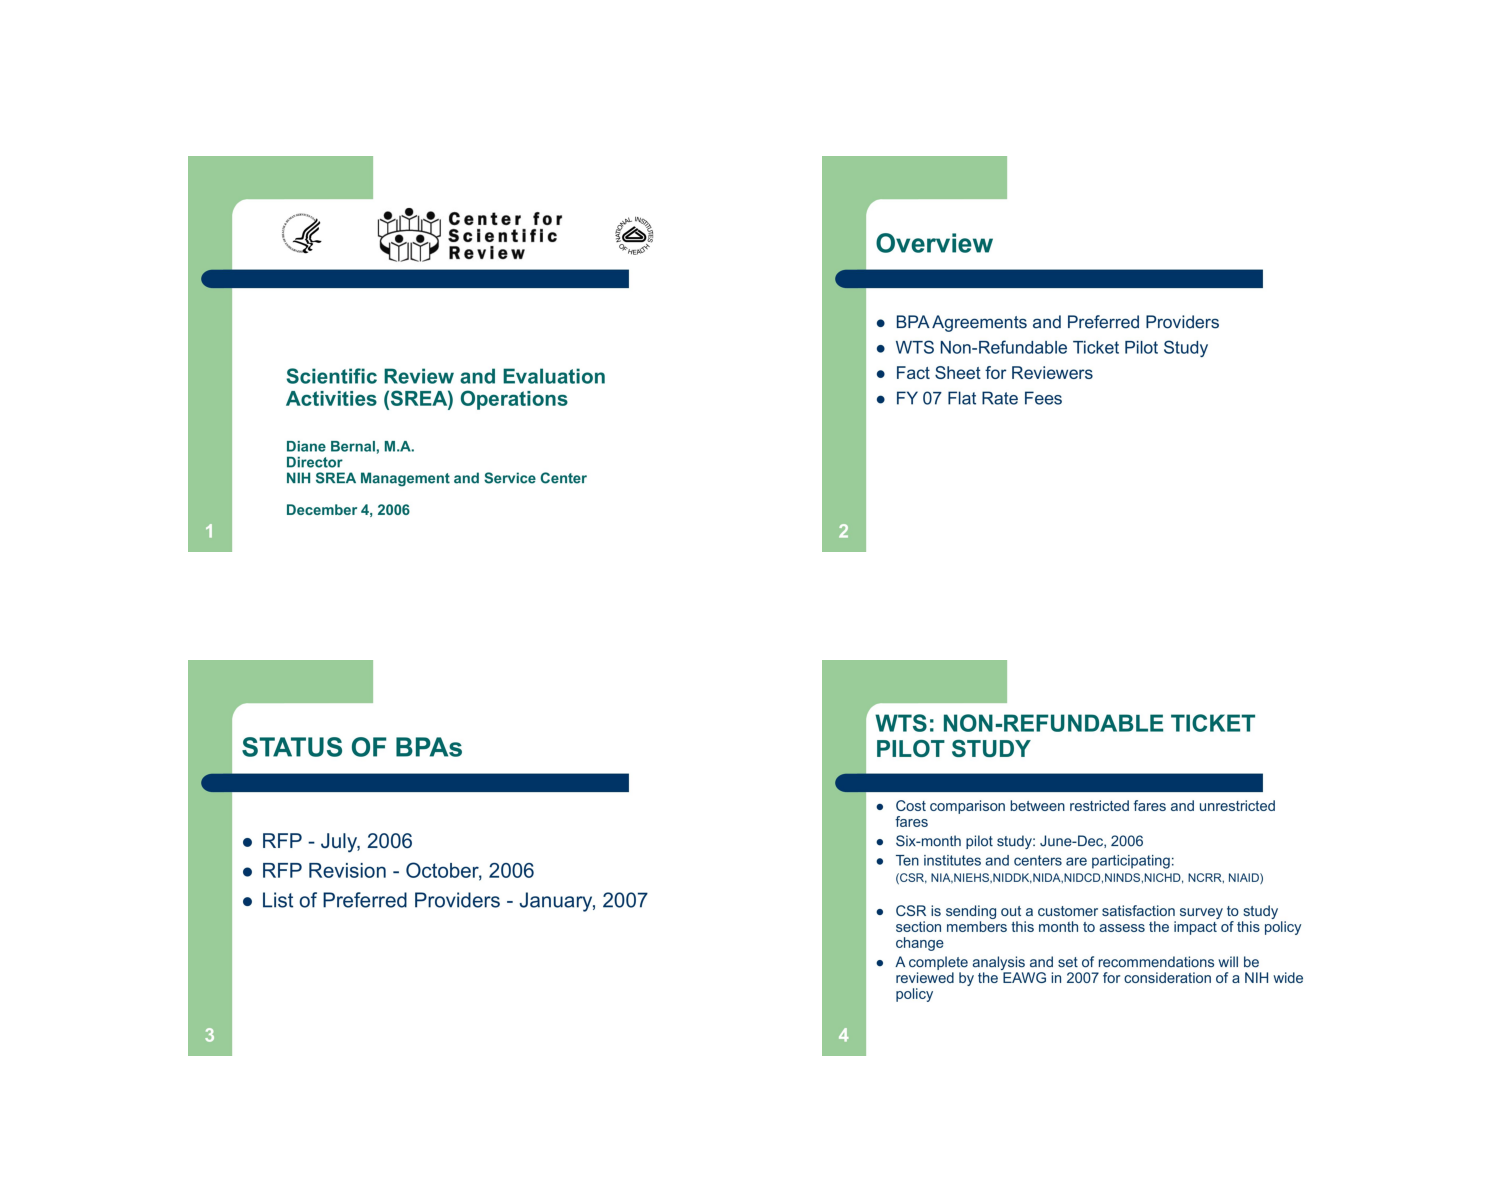 Center for
Scientific
Review
NATIONAL INSTITUTES
OF HEALTH
Scientific Review and Evaluation
Activities (SREA) Operations
Diane Bernal, M.A.
Director
NIH SREA Management and Service Center
December 4, 2006
1
Overview
● BPA Agreements and Preferred Providers
● WTS Non-Refundable Ticket Pilot Study
● Fact Sheet for Reviewers
● FY 07 Flat Rate Fees
2
STATUS OF BPAs
● RFP - July, 2006
● RFP Revision - October, 2006
● List of Preferred Providers - January, 2007
3
WTS: NON-REFUNDABLE TICKET
PILOT STUDY
● Cost comparison between restricted fares and unrestricted
fares
● Six-month pilot study: June-Dec, 2006
● Ten institutes and centers are participating:
(CSR, NIA,NIEHS,NIDDK,NIDA,NIDCD,NINDS,NICHD, NCRR, NIAID)
● CSR is sending out a customer satisfaction survey to study
section members this month to assess the impact of this policy
change
● A complete analysis and set of recommendations will be
reviewed by the EAWG in 2007 for consideration of a NIH wide
policy
4